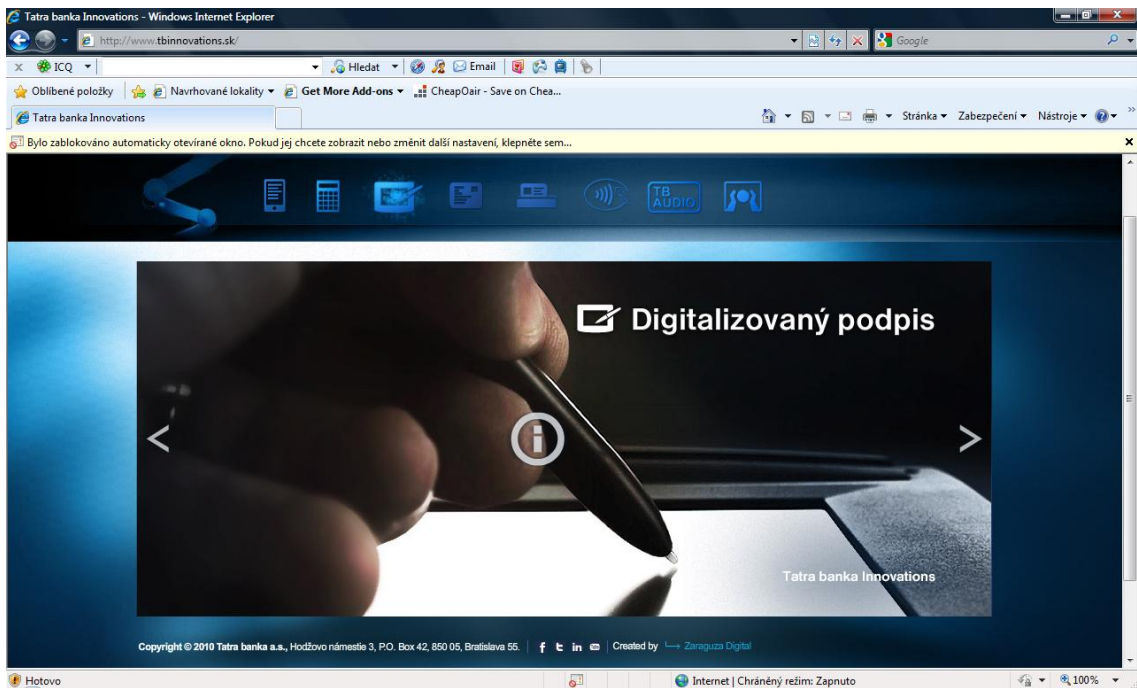 Tatra banka Innovations - Windows Internet Explorer
http://www.tbinnovations.sk/
Google
ICQ Hledat Email
Oblíbené položky Navrhované lokality Get More Add-ons CheapOair - Save on Chea...
Tatra banka Innovations Stránka Zabezpečení Nástroje
Bylo zablokováno automaticky otevírané okno. Pokud jej chcete zobrazit nebo změnit další nastavení, klepněte sem...
TB
AUDIO
Digitalizovaný podpis
Tatra banka Innovations
Copyright © 2010 Tatra banka a.s., Hodžovo námestie 3, P.O. Box 42, 850 05, Bratislava 55. Created by Zaraguza Digital
Hotovo Internet | Chráněný režim: Zapnuto 100%